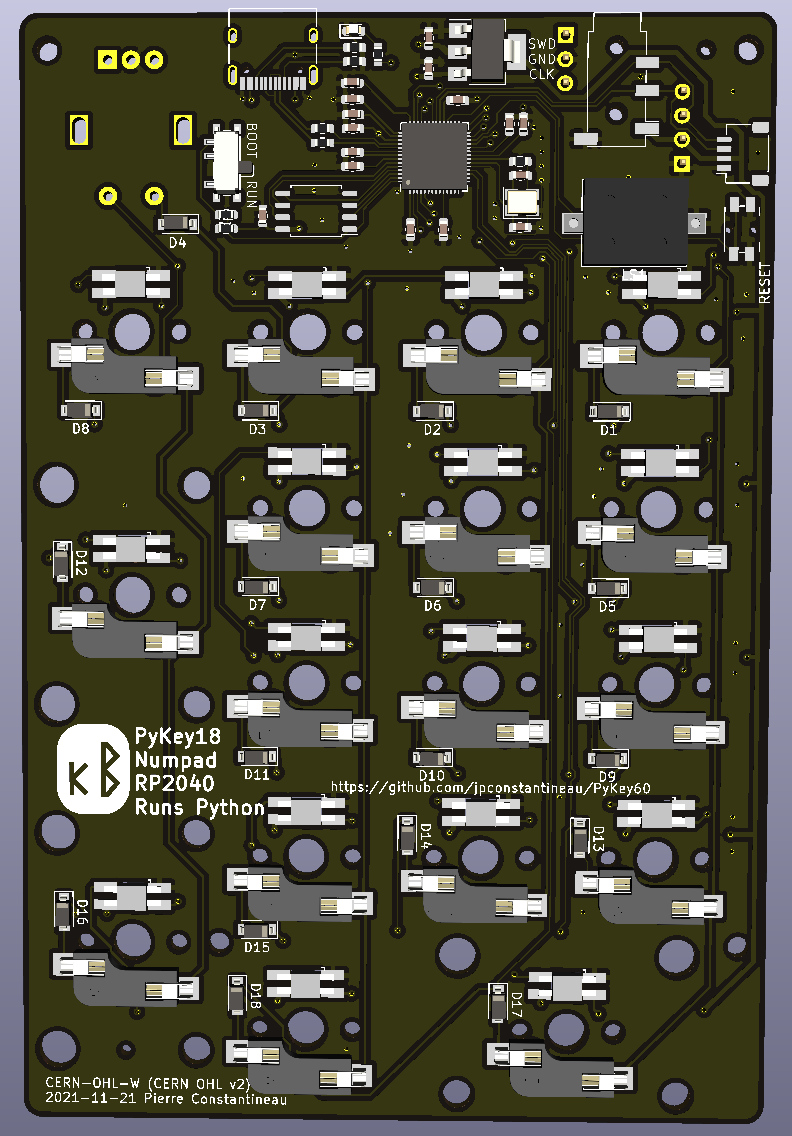 SWD
GND
CLK
BOOT
RUN
D4
RESET
D8
D3
D2
D1
D12
D7
D6
D5
PyKey18
Numpad
RP2040
Runs Python
D11
D10
D9
https://github.com/jpconstantineau/PyKey60
D14
D13
D16
D15
D18
D17
CERN-OHL-W (CERN OHL v2)
2021-11-21 Pierre Constantineau